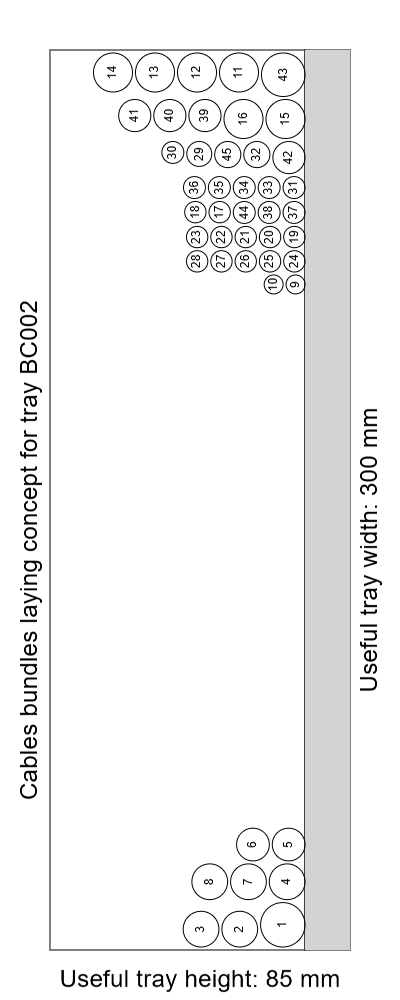 Cables bundles laying concept for tray BC002
14 13 12 11 43
41 40 39 16 15
30 29 45 32 42
36 35 34 33 31
18 17 44 38 37
23 22 21 20 19
28 27 26 25 24
10 9
6 5
8 7 4
3 2 1
Useful tray width: 300 mm
Useful tray height: 85 mm